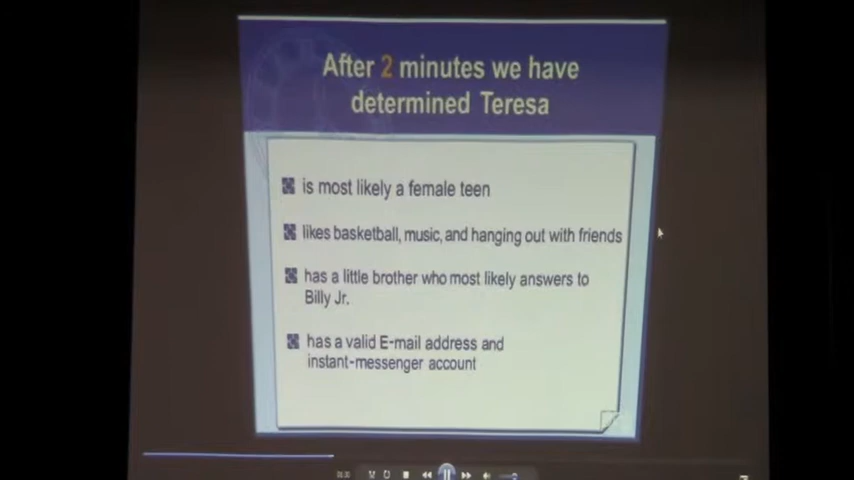 After 2 minutes we have
determined Teresa
is most likely a female teen
likes basketball, music, and hanging out with friends
has a little brother who most likely answers to
Billy Jr.
has a valid E-mail address and
instant-messenger account